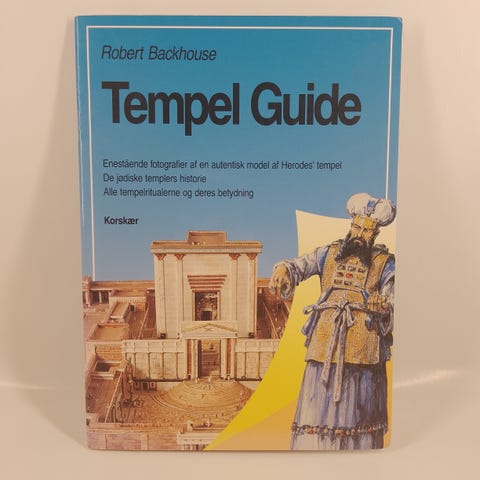 Robert Backhouse
Tempel Guide
Enestående fotografier af en autentisk model af Herodes' tempel
De jødiske templers historie
Alle tempelritualerne og deres betydning
Korskær